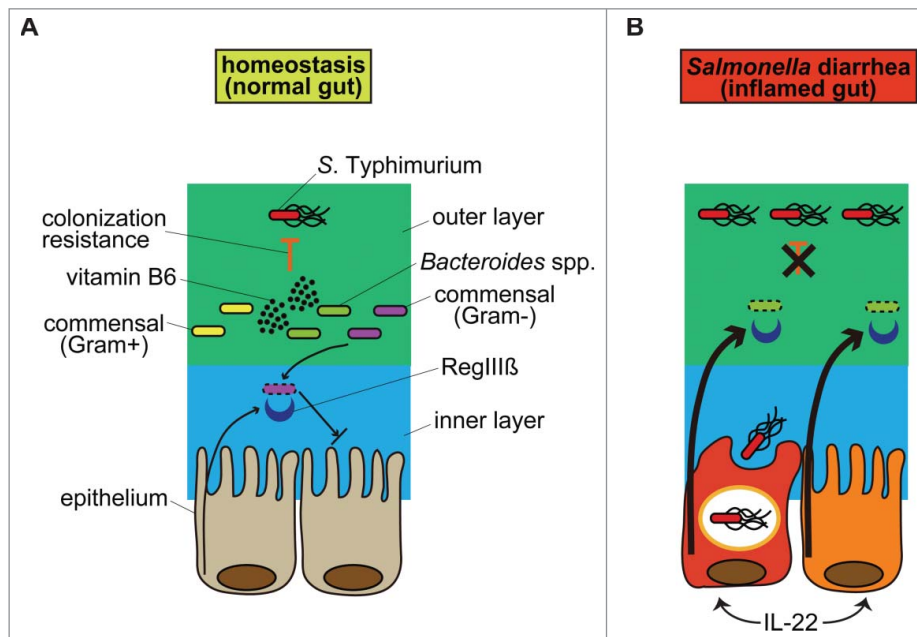 A
homeostasis
(normal gut)
S. Typhimurium
colonization
resistance
outer layer
vitamin B6
Bacteroides spp.
commensal
(Gram-)
commensal
(Gram+)
RegIIIß
inner layer
epithelium
B
Salmonella diarrhea
(inflamed gut)
IL-22